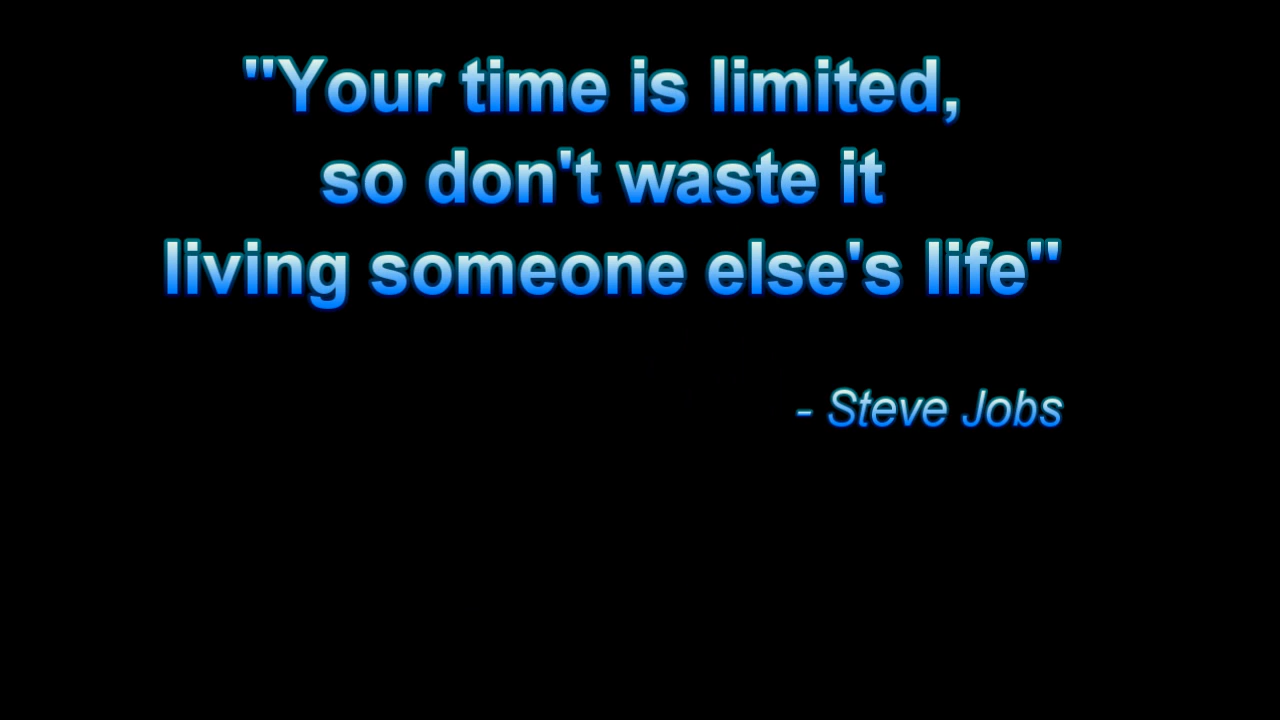 "Your time is limited,
so don't waste it
living someone else's life"
- Steve Jobs